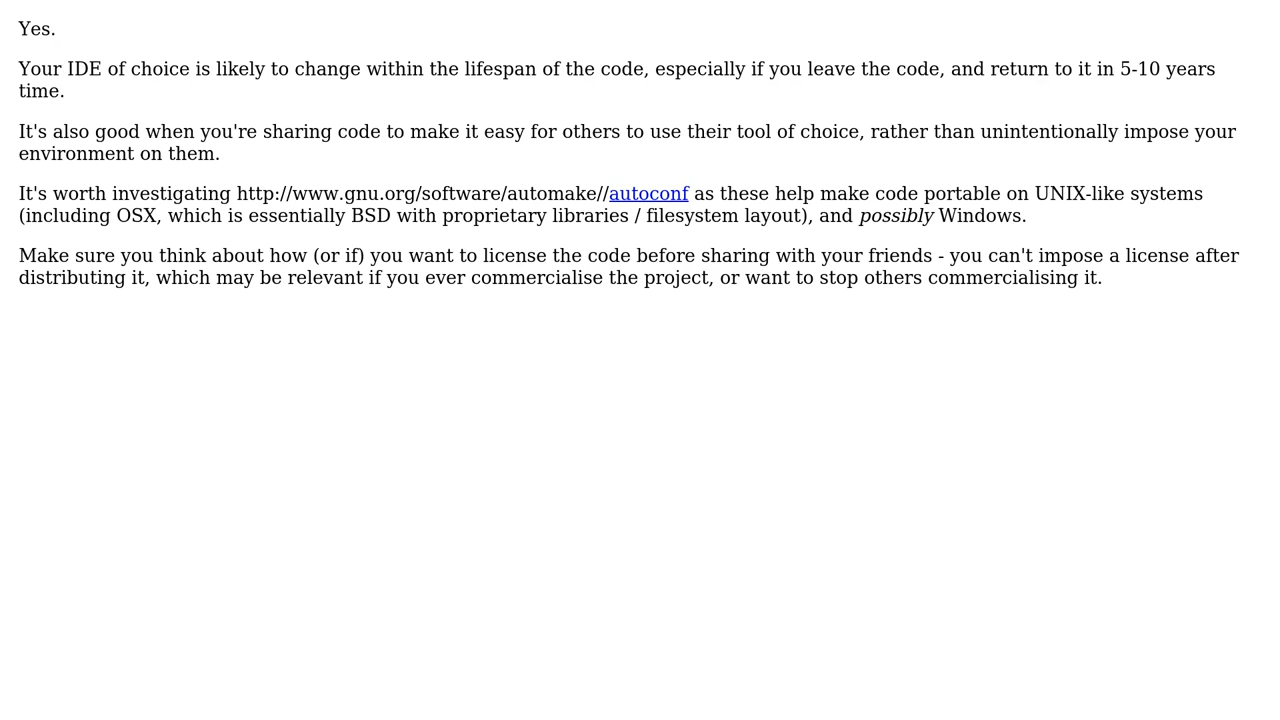 Yes.
Your IDE of choice is likely to change within the lifespan of the code, especially if you leave the code, and return to it in 5-10 years
time.
It's also good when you're sharing code to make it easy for others to use their tool of choice, rather than unintentionally impose your
environment on them.
It's worth investigating http://www.gnu.org/software/automake//autoconf as these help make code portable on UNIX-like systems
(including OSX, which is essentially BSD with proprietary libraries / filesystem layout), and possibly Windows.
Make sure you think about how (or if) you want to license the code before sharing with your friends - you can't impose a license after
distributing it, which may be relevant if you ever commercialise the project, or want to stop others commercialising it.